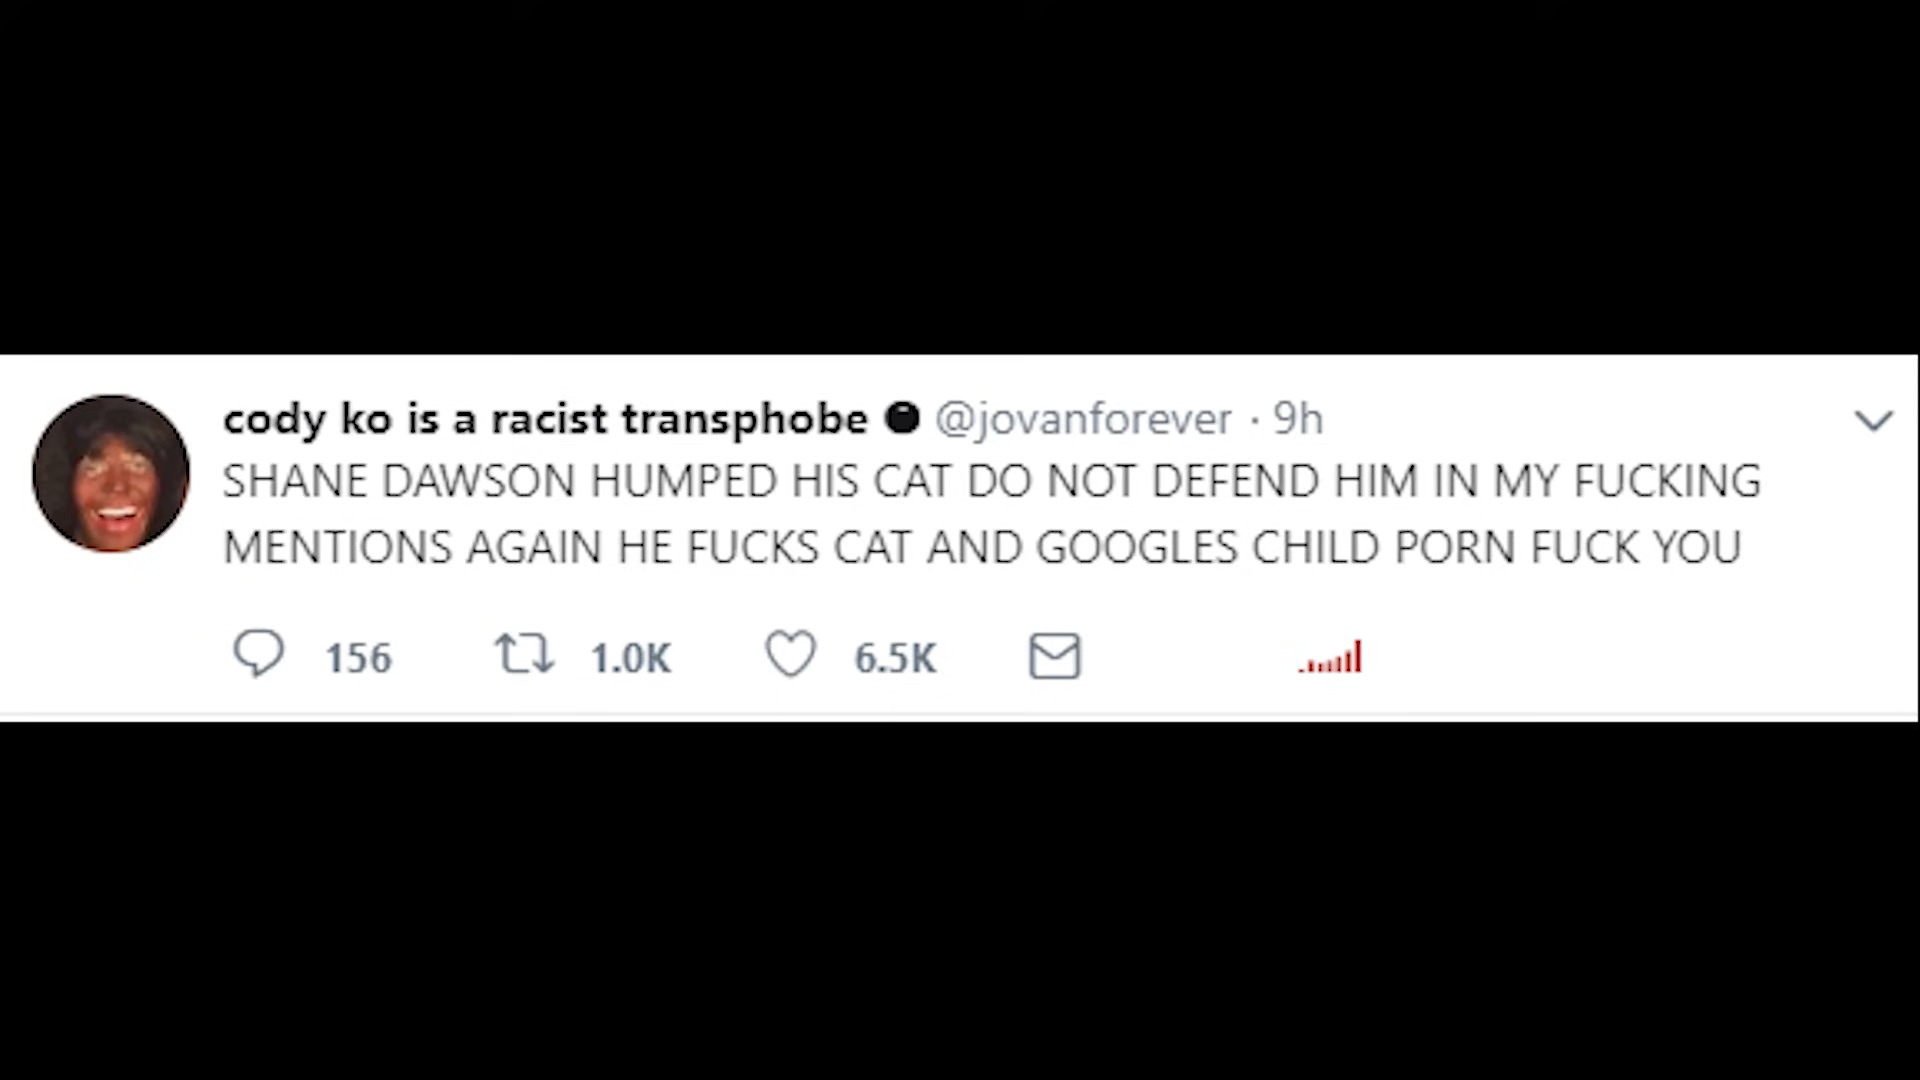 cody ko is a racist transphobe @jovanforever · 9h
SHANE DAWSON HUMPED HIS CAT DO NOT DEFEND HIM IN MY FUCKING
MENTIONS AGAIN HE FUCKS CAT AND GOOGLES CHILD PORN FUCK YOU
156 1.0K 6.5K